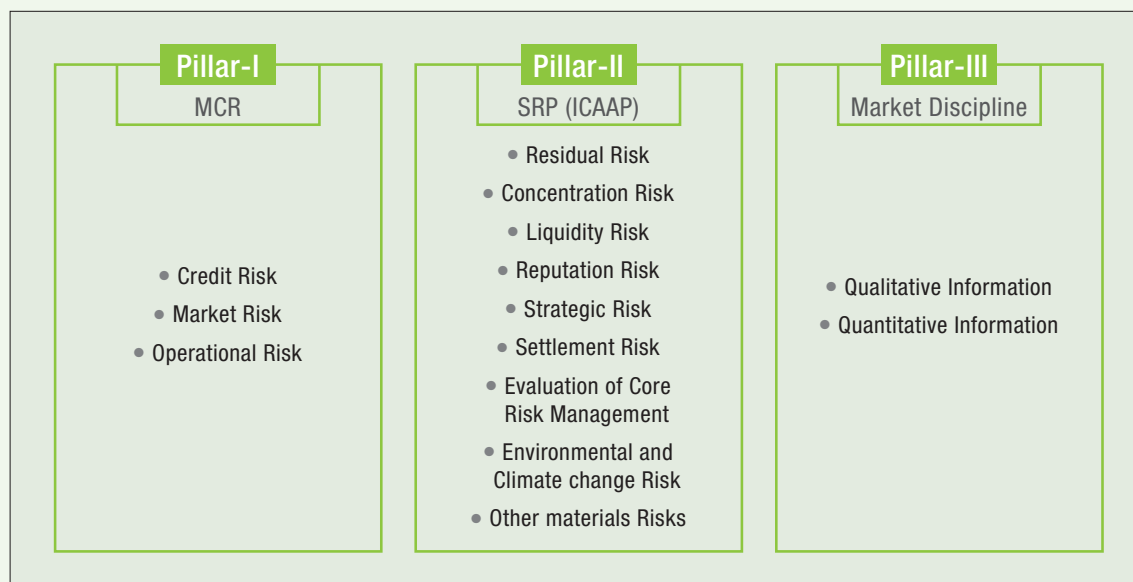 Pillar-I
MCR
• Credit Risk
• Market Risk
• Operational Risk
Pillar-II
SRP (ICAAP)
• Residual Risk
• Concentration Risk
• Liquidity Risk
• Reputation Risk
• Strategic Risk
• Settlement Risk
• Evaluation of Core
Risk Management
• Environmental and
Climate change Risk
• Other materials Risks
Pillar-III
Market Discipline
• Qualitative Information
• Quantitative Information